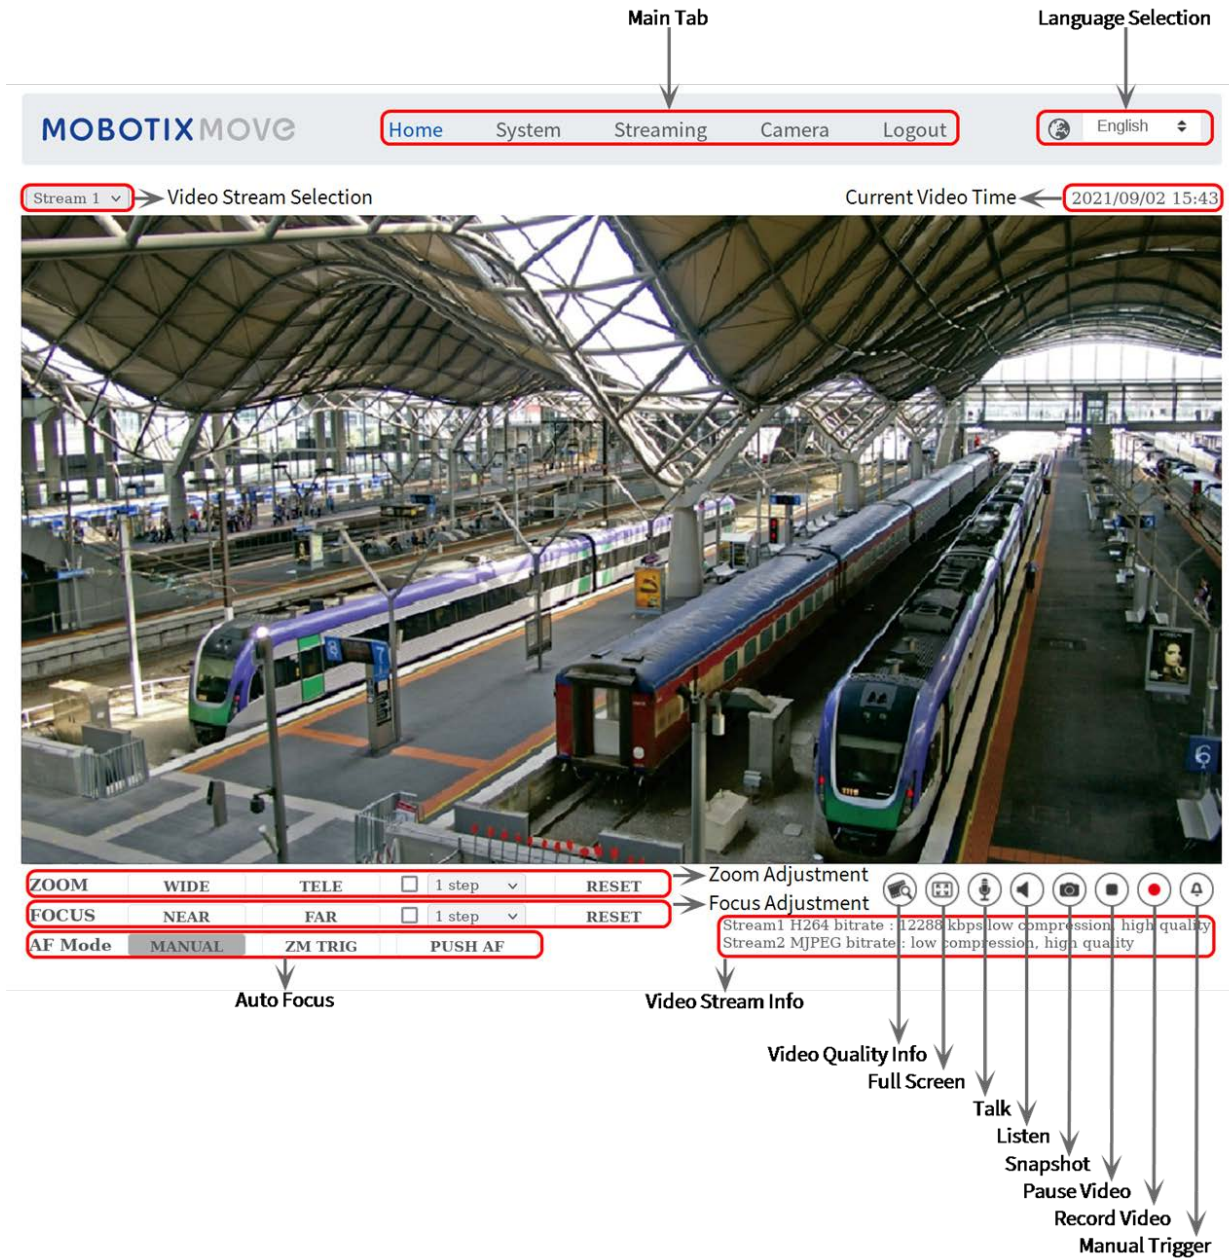 Main Tab Language Selection
MOBOTIX MOVE Home System Streaming Camera Logout English
Stream 1 Video Stream Selection Current Video Time 2021/09/02 15:43
8 7
6
ZOOM WIDE TELE 1 step RESET Zoom Adjustment
FOCUS NEAR FAR 1 step RESET Focus Adjustment
Stream1 H264 bitrate : 12288 kbps low compression, high quality
AF Mode MANUAL ZM TRIG PUSH AF Stream2 MJPEG bitrate : low compression, high quality
Auto Focus Video Stream Info
Video Quality Info
Full Screen
Talk
Listen
Snapshot
Pause Video
Record Video
Manual Trigger